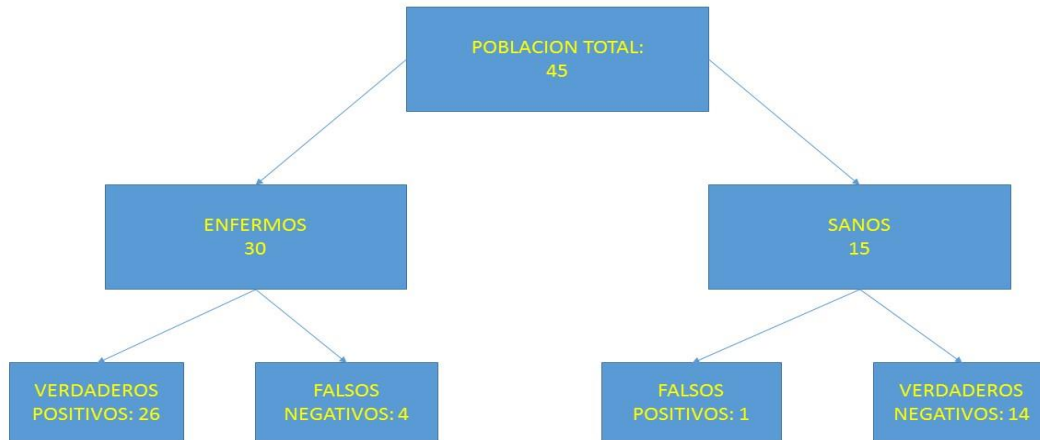 POBLACION TOTAL:
45
ENFERMOS
30
SANOS
15
VERDADEROS
POSITIVOS: 26
FALSOS
NEGATIVOS: 4
FALSOS
POSITIVOS: 1
VERDADEROS
NEGATIVOS: 14